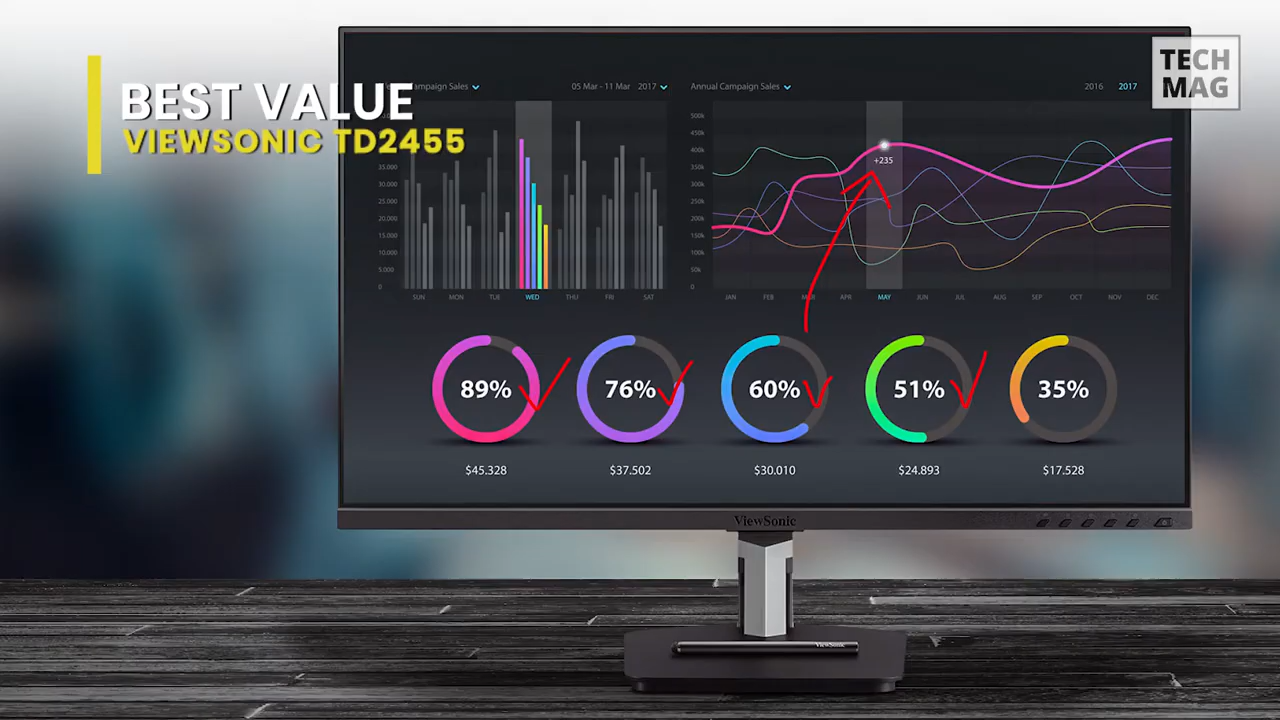 BEST VALUE
VIEWSONIC TD2455
TECH
MAG
Campaign Sales
05 Mar - 11 Mar 2017
Annual Campaign Sales
2016 2017
35.000
30.000
25.000
20.000
15.000
10.000
5.000
0
SUN MON TUE WED THU FRI SAT
500k
450k
400k
350k
300k
250k
200k
150k
100k
50k
0
+235
JAN FEB MAR APR MAY JUN JUL AUG SEP OCT NOV DEC
89% 76% 60% 51% 35%
$45.328 $37.502 $30.010 $24.893 $17.528
ViewSonic
ViewSonic